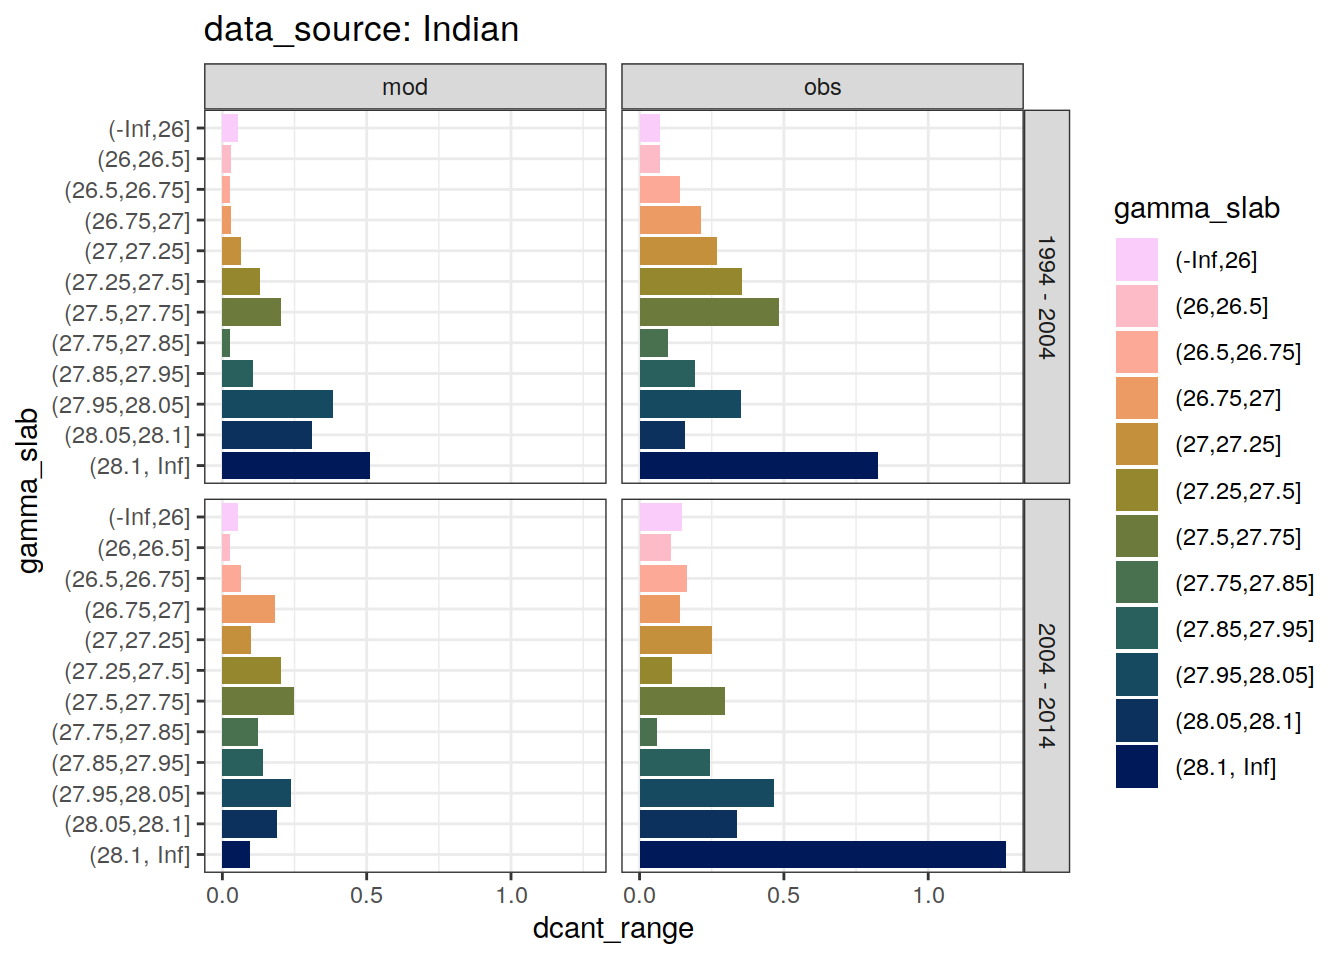 data_source: Indian
mod
obs
(-Inf,26]
(26,26.5]
(26.5,26.75]
(26.75,27]
(27,27.25]
(27.25,27.5]
(27.5,27.75]
(27.75,27.85]
(27.85,27.95]
(27.95,28.05]
(28.05,28.1]
(28.1, Inf]
1994 - 2004
(-Inf,26]
(26,26.5]
(26.5,26.75]
(26.75,27]
(27,27.25]
(27.25,27.5]
(27.5,27.75]
(27.75,27.85]
(27.85,27.95]
(27.95,28.05]
(28.05,28.1]
(28.1, Inf]
2004 - 2014
gamma_slab
0.0 0.5 1.0
0.0 0.5 1.0
dcant_range
gamma_slab
(-Inf,26]
(26,26.5]
(26.5,26.75]
(26.75,27]
(27,27.25]
(27.25,27.5]
(27.5,27.75]
(27.75,27.85]
(27.85,27.95]
(27.95,28.05]
(28.05,28.1]
(28.1, Inf]